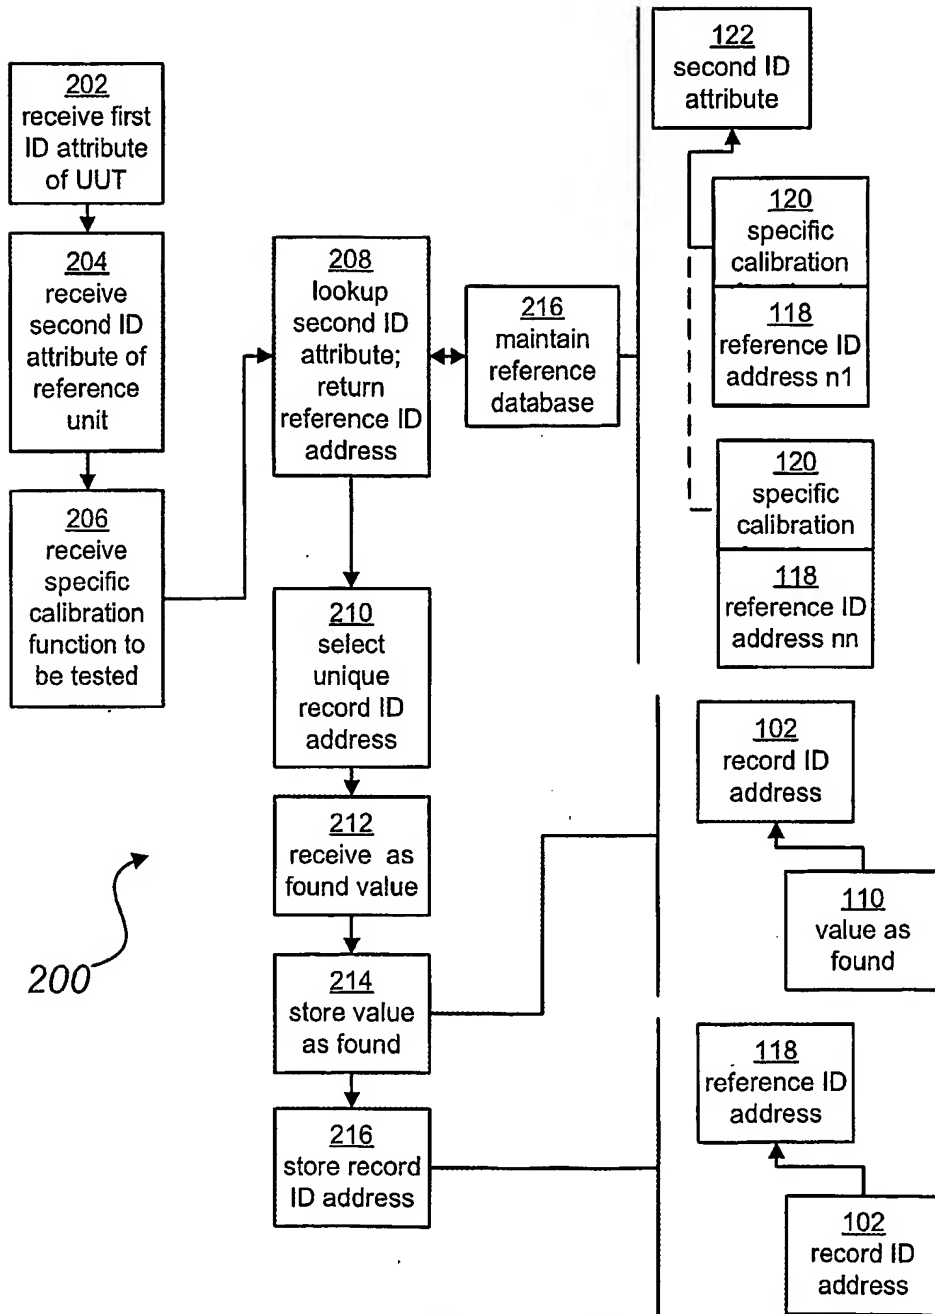 202
receive first
ID attribute
of UUT
204
receive
second ID
attribute of
reference
unit
206
receive
specific
calibration
function to
be tested
208
lookup
second ID
attribute;
return
reference ID
address
216
maintain
reference
database
210
select
unique
record ID
address
212
receive as
found value
214
store value
as found
216
store record
ID address
200
122
second ID
attribute
120
specific
calibration
118
reference ID
address n1
120
specific
calibration
118
reference ID
address nn
102
record ID
address
110
value as
found
118
reference ID
address
102
record ID
address